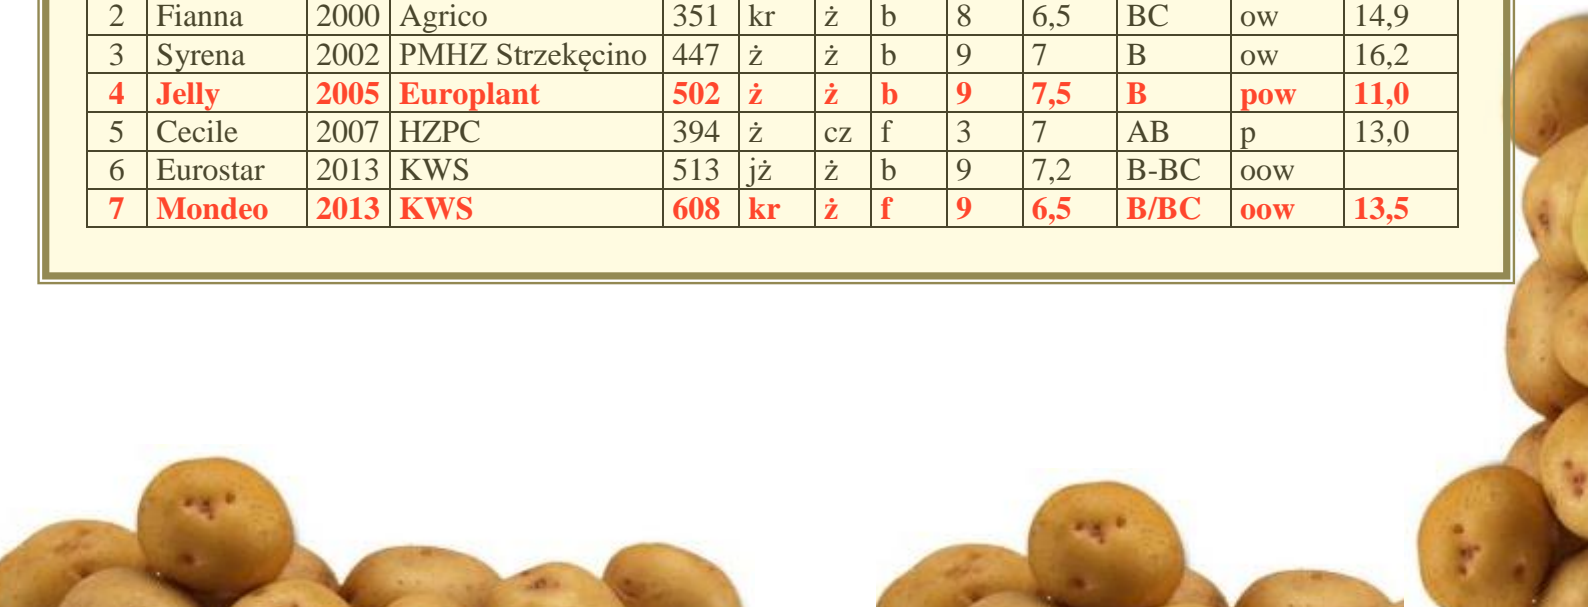 2 Fianna 2000 Agrico 351 kr ż b 8 6,5 BC ow 14,9
3 Syrena 2002 PMHZ Strzekęcino 447 ż ż b 9 7 B ow 16,2
4 Jelly 2005 Europlant 502 ż ż b 9 7,5 B pow 11,0
5 Cecile 2007 HZPC 394 ż cz f 3 7 AB p 13,0
6 Eurostar 2013 KWS 513 jż ż b 9 7,2 B-BC oow
7 Mondeo 2013 KWS 608 kr ż f 9 6,5 B/BC oow 13,5